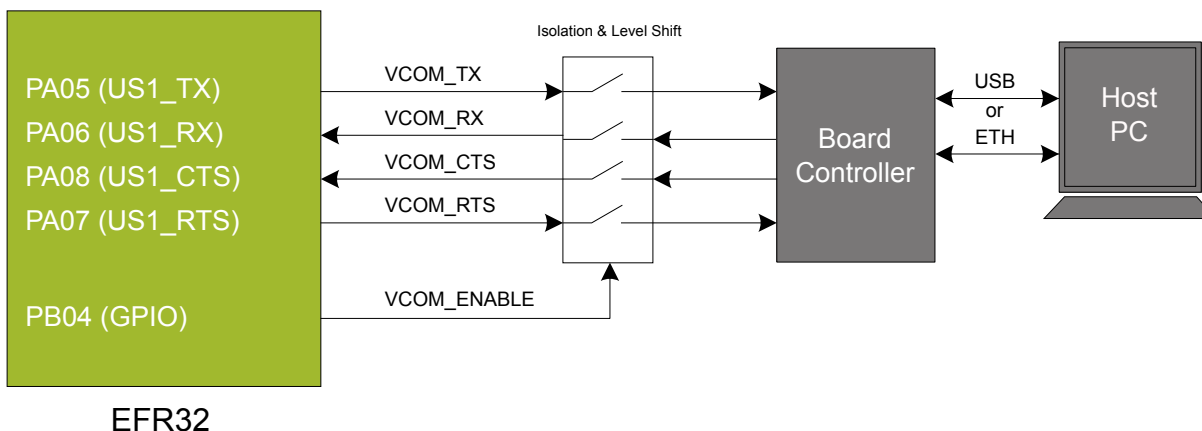 Isolation & Level Shift
PA05 (US1_TX)
PA06 (US1_RX)
PA08 (US1_CTS)
PA07 (US1_RTS)
PB04 (GPIO)
VCOM_TX
VCOM_RX
VCOM_CTS
VCOM_RTS
VCOM_ENABLE
Board
Controller
USB
or
ETH
Host
PC
EFR32